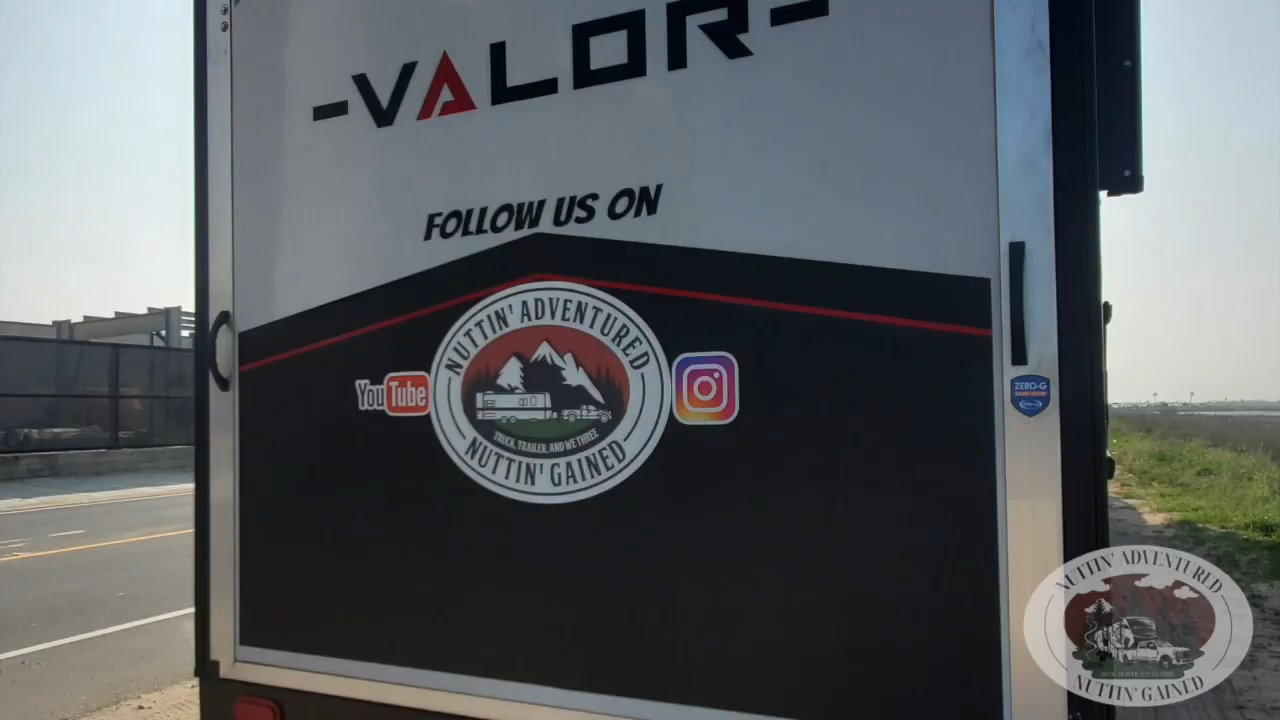 -VALOR-
FOLLOW US ON
NUTTIN' ADVENTURED
YouTube
TRUCK, TRAILER, AND WE THREE
NUTTIN' GAINED
ZERO-G
NUTTIN' ADVENTURED
NUTTIN' GAINED